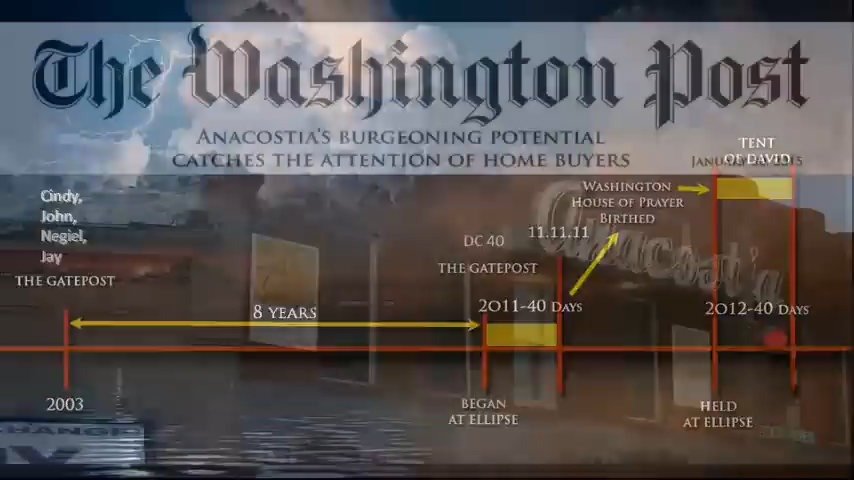 The Washington Post
ANACOSTIA'S BURGEONING POTENTIAL
CATCHES THE ATTENTION OF HOME BUYERS
TENT
OF DAVID
Cindy,
John,
Negiel,
Jay
THE GATEPOST
WASHINGTON
HOUSE OF PRAYER
BIRTHED
DC 40
11.11.11
THE GATEPOST
Anacostia
8 YEARS
2011-40 DAYS
2012-40 DAYS
2003
BEGAN
AT ELLIPSE
HELD
AT ELLIPSE